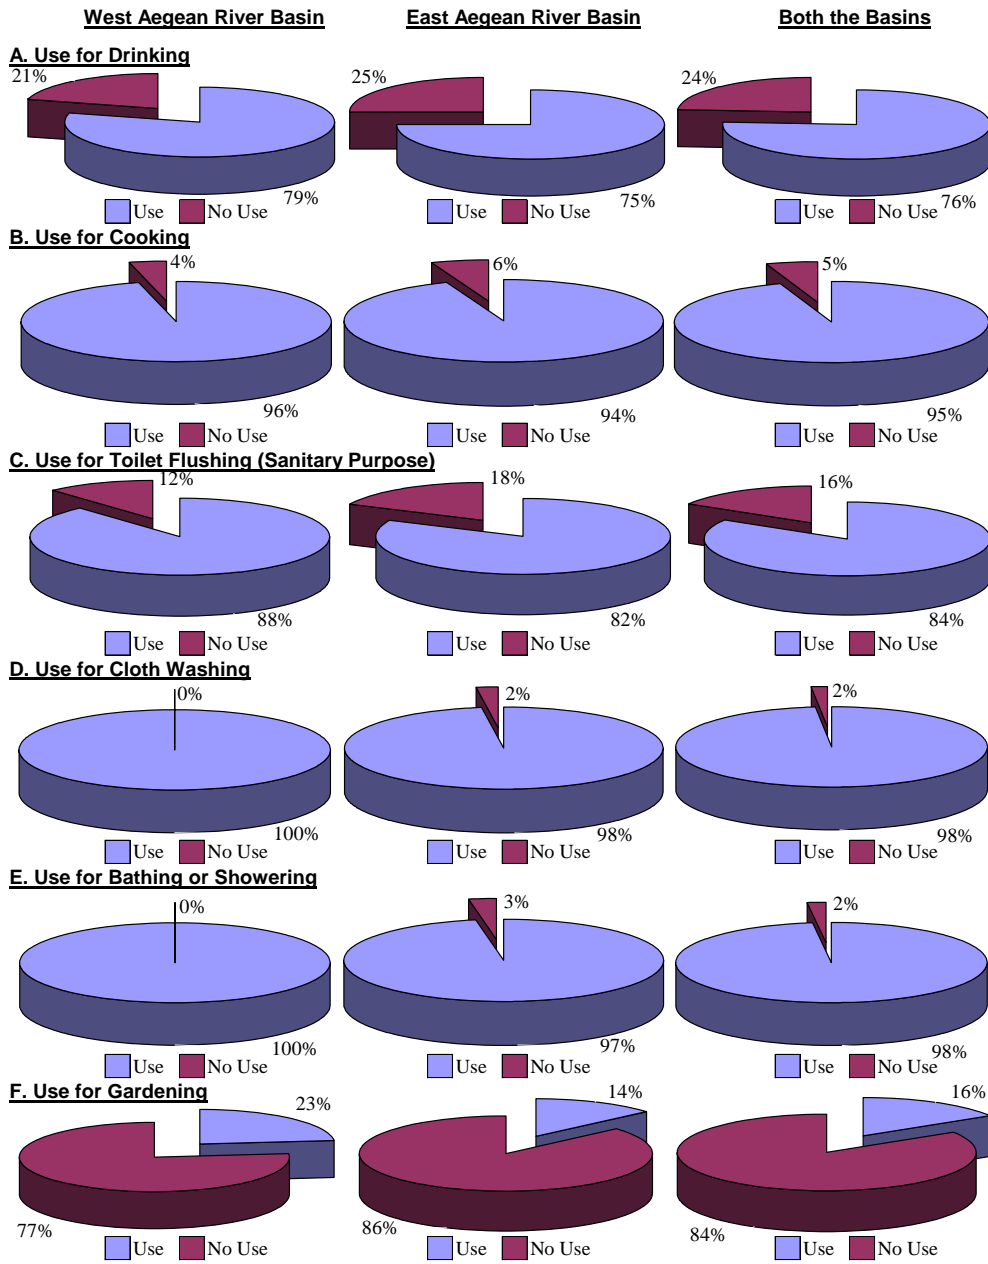 West Aegean River Basin East Aegean River Basin Both the Basins
A. Use for Drinking
21% 25% 24%
79% 75% 76%
Use No Use Use No Use Use No Use
B. Use for Cooking
4% 6% 5%
96% 94% 95%
Use No Use Use No Use Use No Use
C. Use for Toilet Flushing (Sanitary Purpose)
12% 18% 16%
88% 82% 84%
Use No Use Use No Use Use No Use
D. Use for Cloth Washing
0% 2% 2%
100% 98% 98%
Use No Use Use No Use Use No Use
E. Use for Bathing or Showering
0% 3% 2%
100% 97% 98%
Use No Use Use No Use Use No Use
F. Use for Gardening
23% 14% 16%
77% 86% 84%
Use No Use Use No Use Use No Use